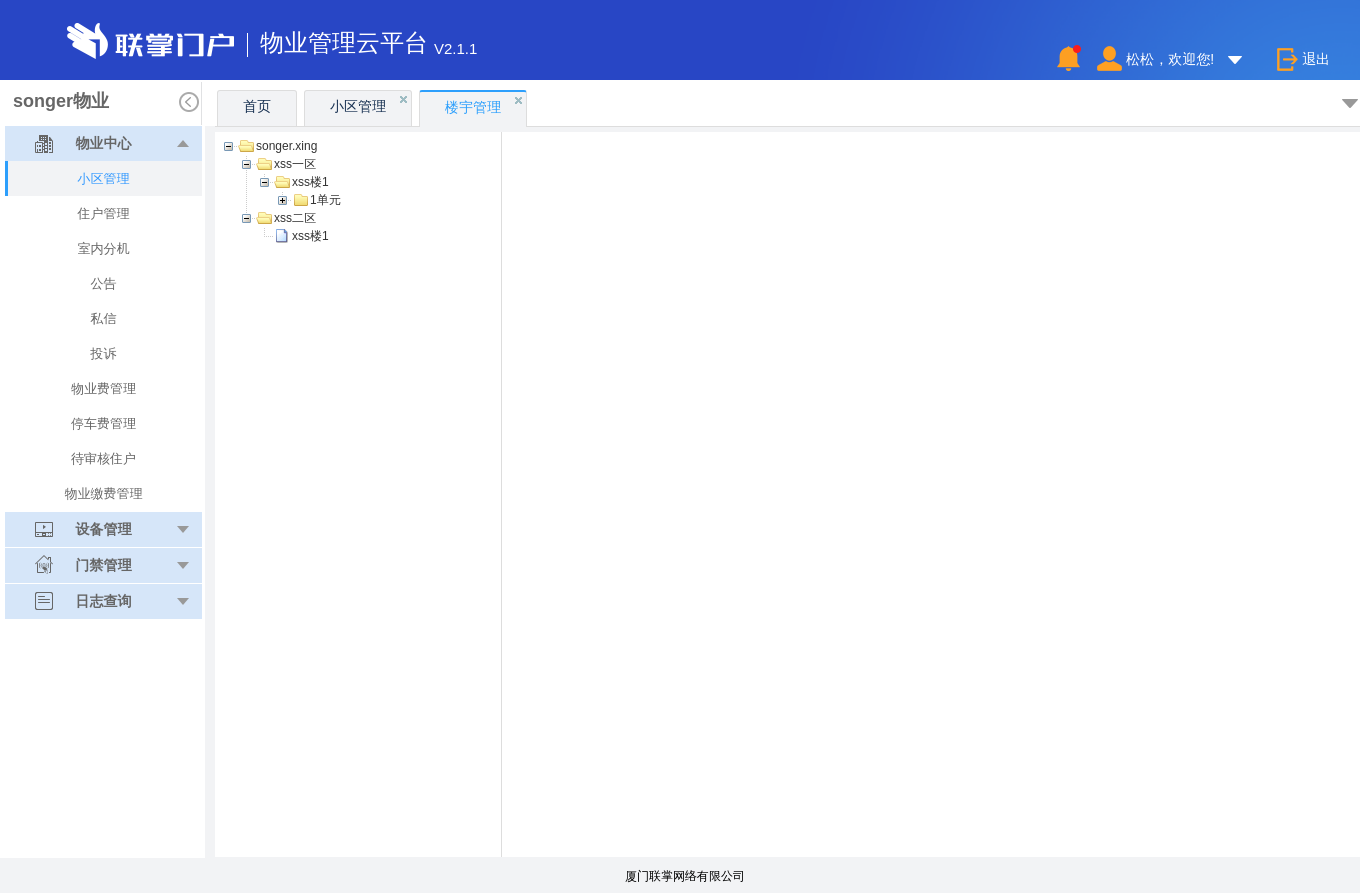 联掌门户 物业管理云平台 V2.1.1
松松，欢迎您! 退出
songer物业
首页 小区管理 楼宇管理
物业中心
小区管理
住户管理
室内分机
公告
私信
投诉
物业费管理
停车费管理
待审核住户
物业缴费管理
设备管理
门禁管理
日志查询
songer.xing
xss一区
xss楼1
1单元
xss二区
xss楼1
厦门联掌网络有限公司